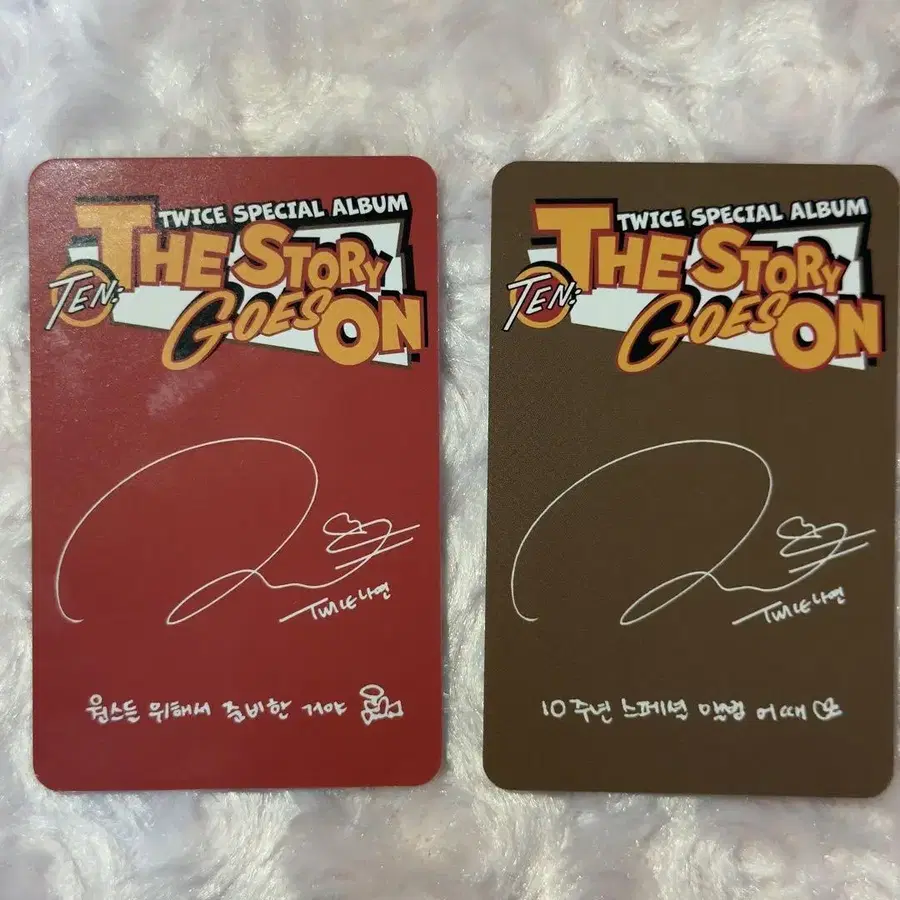 TWICE SPECIAL ALBUM
TEN: THE STORY
GOES ON
TWICE 나연
원스들 위해서 준비한 거야
TWICE SPECIAL ALBUM
TEN: THE STORY
GOES ON
TWICE 나연
10주년 스페셜 앨범 어때